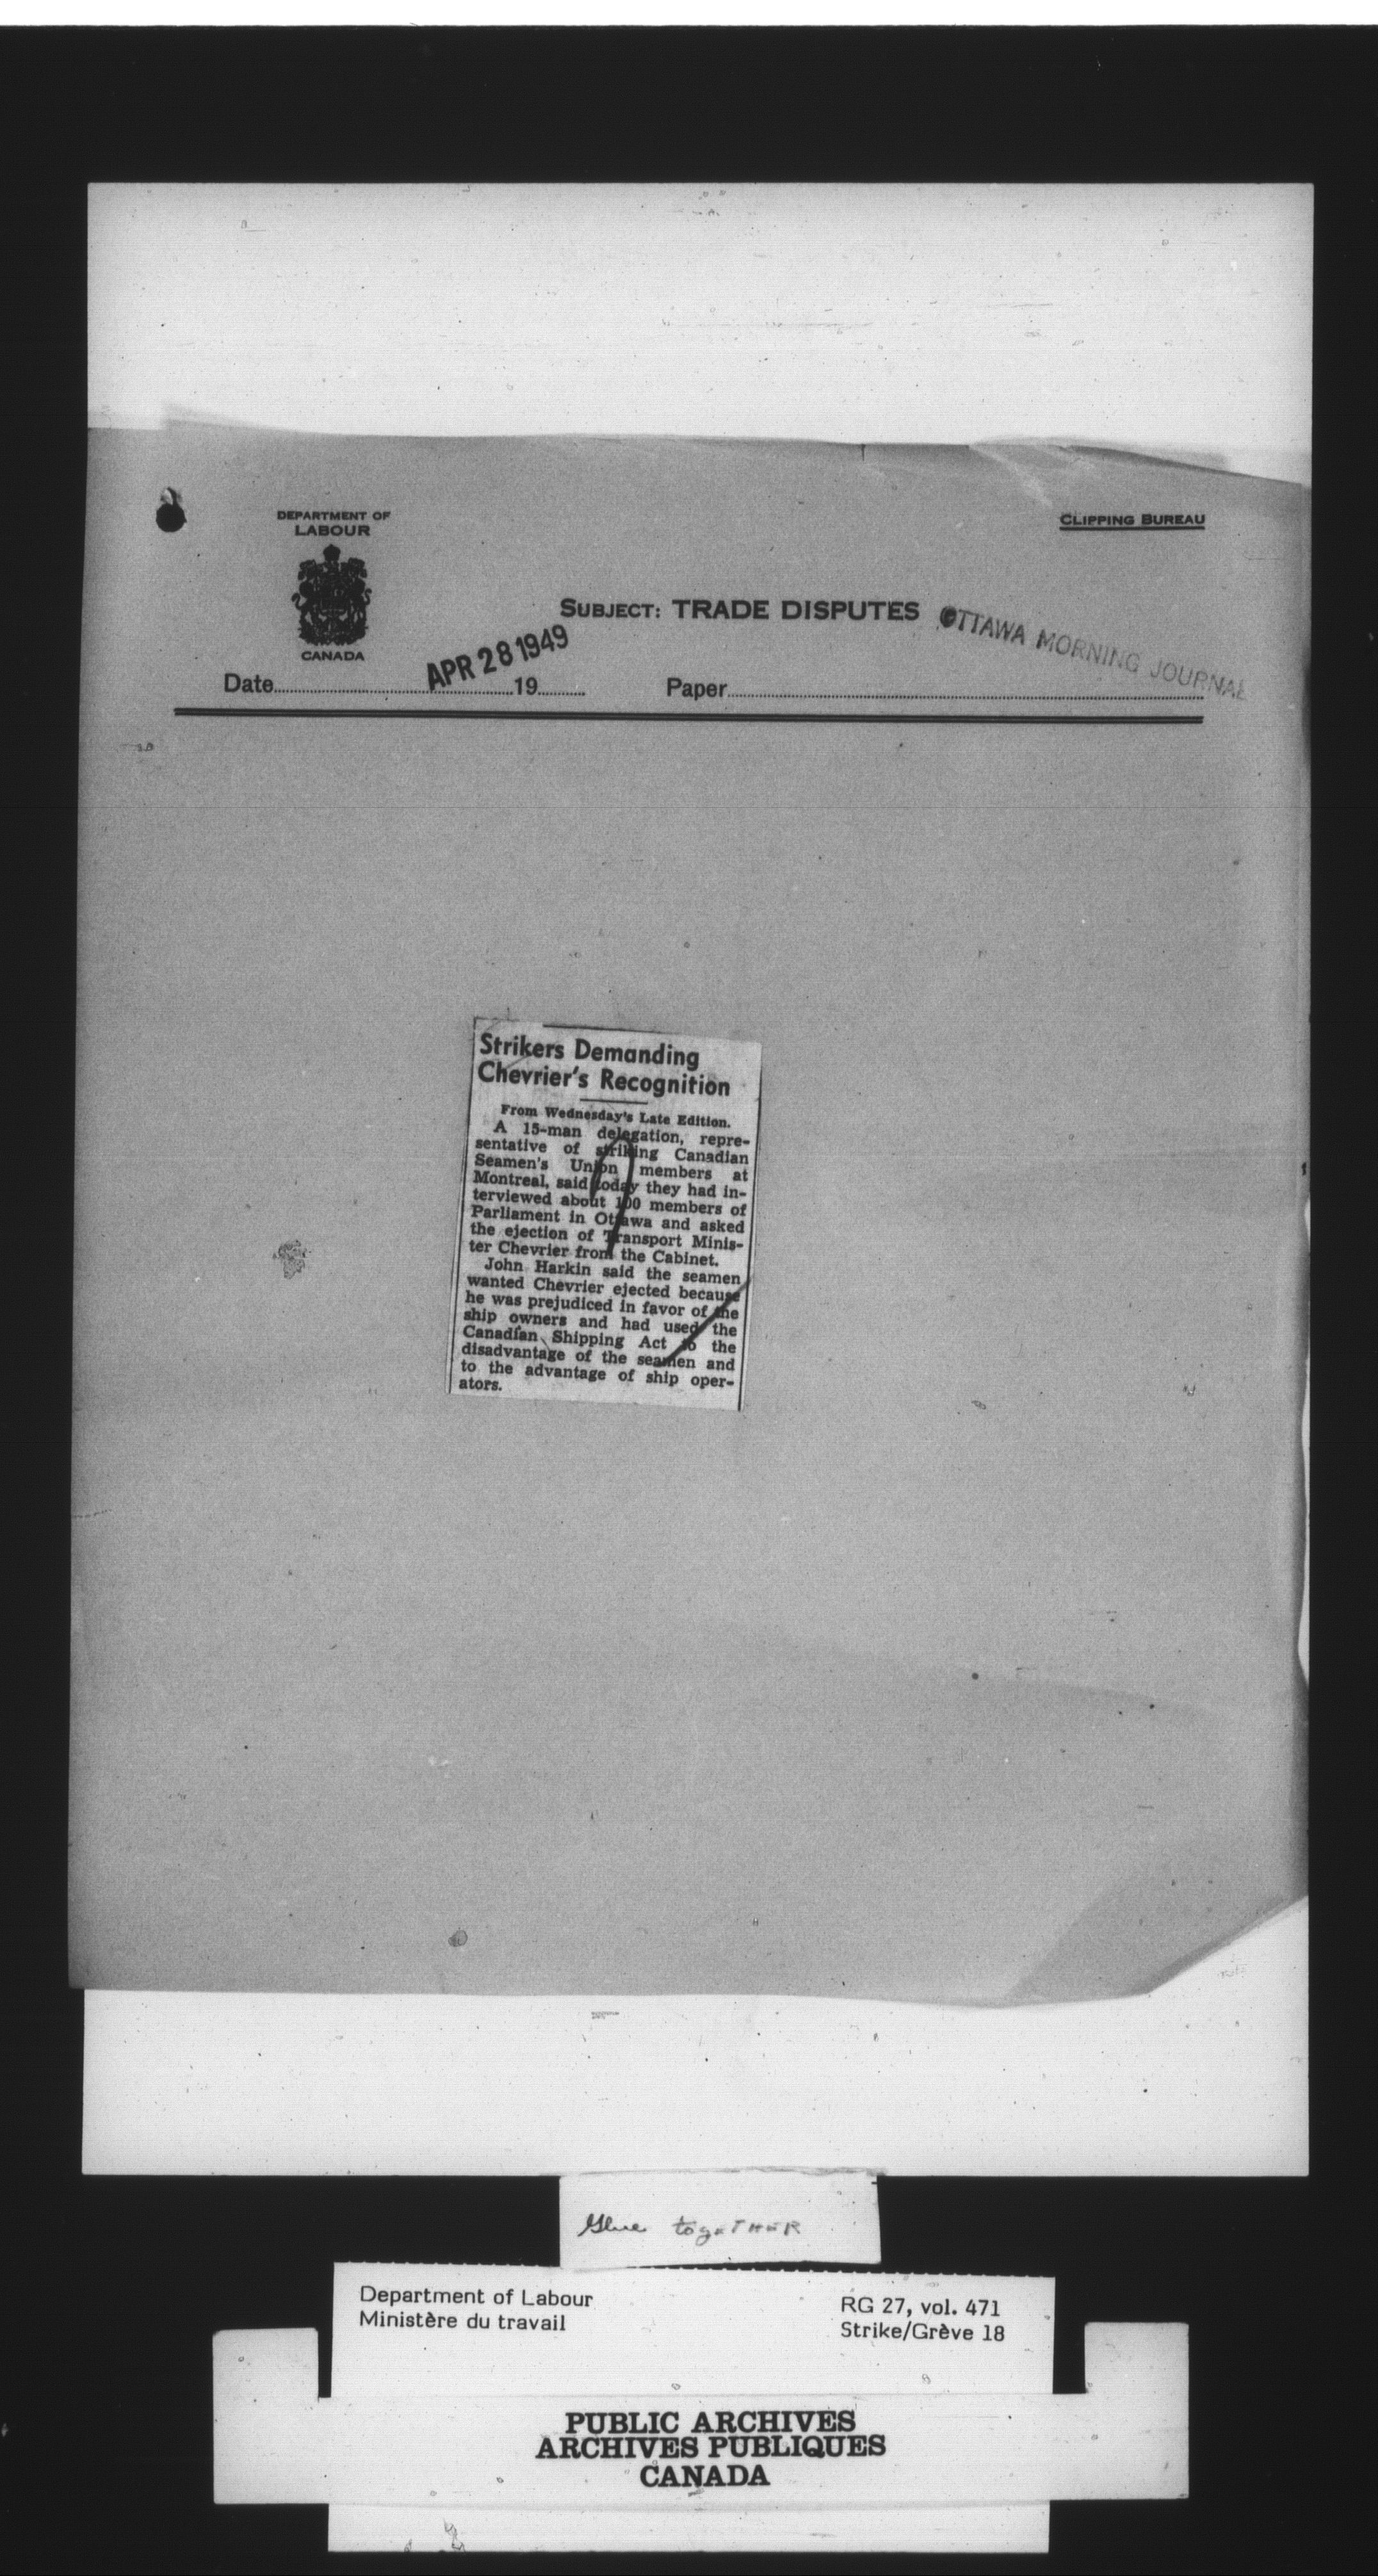 DEPARTMENT OF
LABOUR
CANADA
CLIPPING BUREAU
SUBJECT: TRADE DISPUTES
OTTAWA MORNING JOURNAL
APR 28 1949
Date 19 Paper
Strikers Demanding
Chevrier's Recognition
From Wednesday's Late Edition.
A 15-man delegation, repre-
sentative of striking Canadian
Seamen's Union members at
Montreal, said today they had in-
terviewed about 100 members of
Parliament in Ottawa and asked
the ejection of Transport Minis-
ter Chevrier from the Cabinet.
John Harkin said the seamen
wanted Chevrier ejected because
he was prejudiced in favor of the
ship owners and had used the
Canadian Shipping Act to the
disadvantage of the seamen and
to the advantage of ship oper-
ators.
Glue togeTHER
Department of Labour
Ministère du travail
RG 27, vol. 471
Strike/Grève 18
PUBLIC ARCHIVES
ARCHIVES PUBLIQUES
CANADA